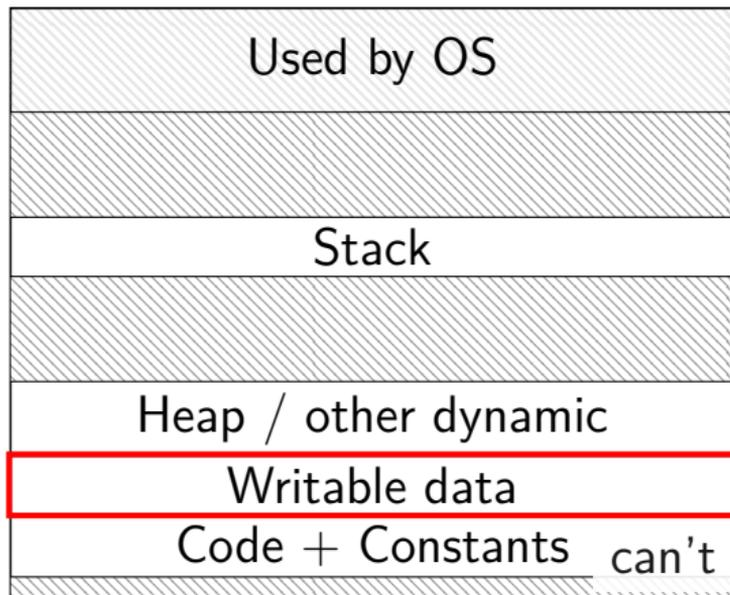 Used by OS
Stack
Heap / other dynamic
Writable data
Code + Constants
can't